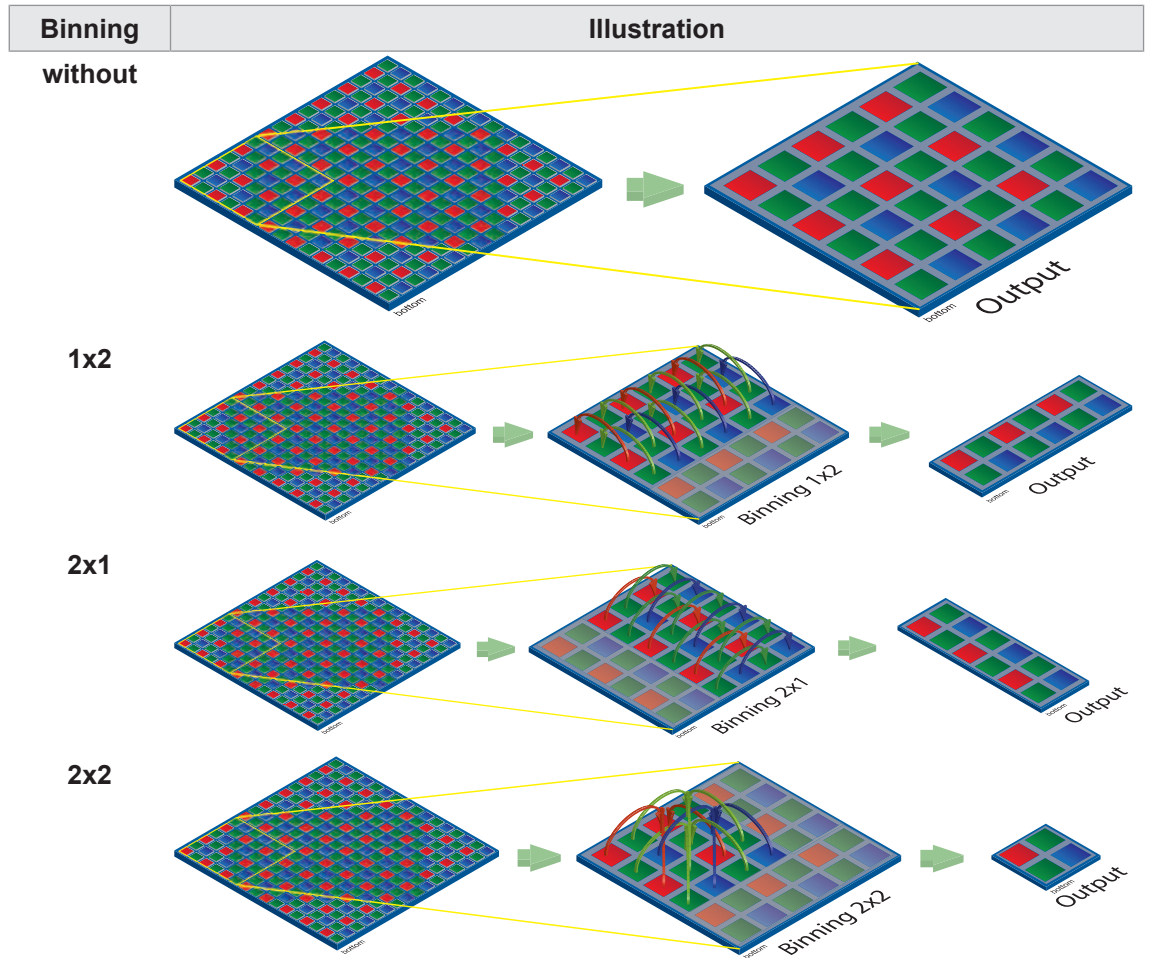 Binning Illustration
without
bottom
bottom
Output
1x2
bottom
bottom
Binning 1x2
bottom
Output
2x1
bottom
bottom
Binning 2x1
bottom
Output
2x2
bottom
bottom
Binning 2x2
bottom
Output